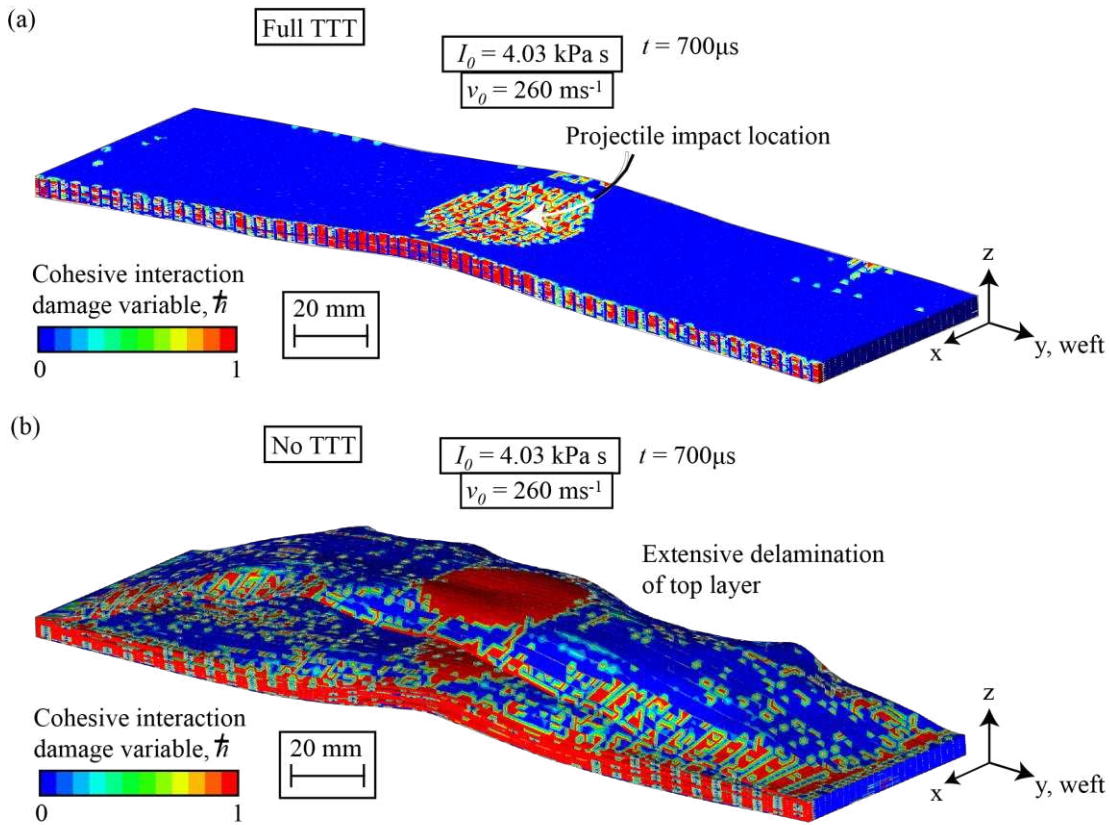 (a)
Full TTT
I₀ = 4.03 kPa s
t = 700μs
v₀ = 260 ms⁻¹
Projectile impact location
Cohesive interaction
damage variable, ℏ
0 1
20 mm
z
x
y, weft
(b)
No TTT
I₀ = 4.03 kPa s
t = 700μs
v₀ = 260 ms⁻¹
Extensive delamination
of top layer
Cohesive interaction
damage variable, ℏ
0 1
20 mm
z
x
y, weft